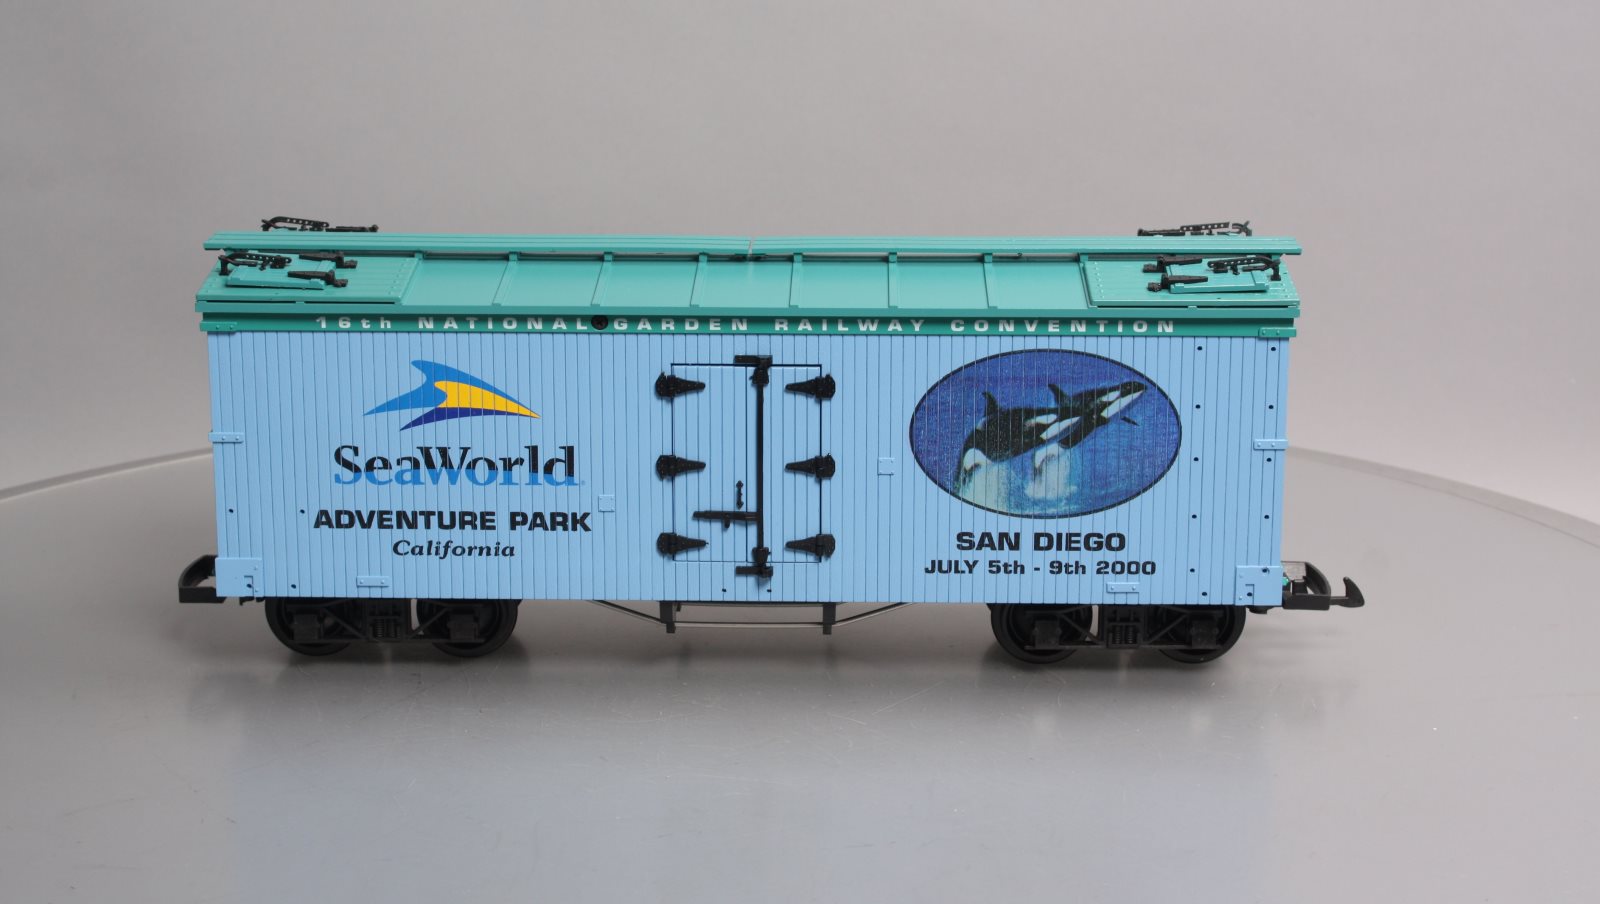 16th NATIONAL GARDEN RAILWAY CONVENTION
SeaWorld
ADVENTURE PARK
California
SAN DIEGO
JULY 5th - 9th 2000